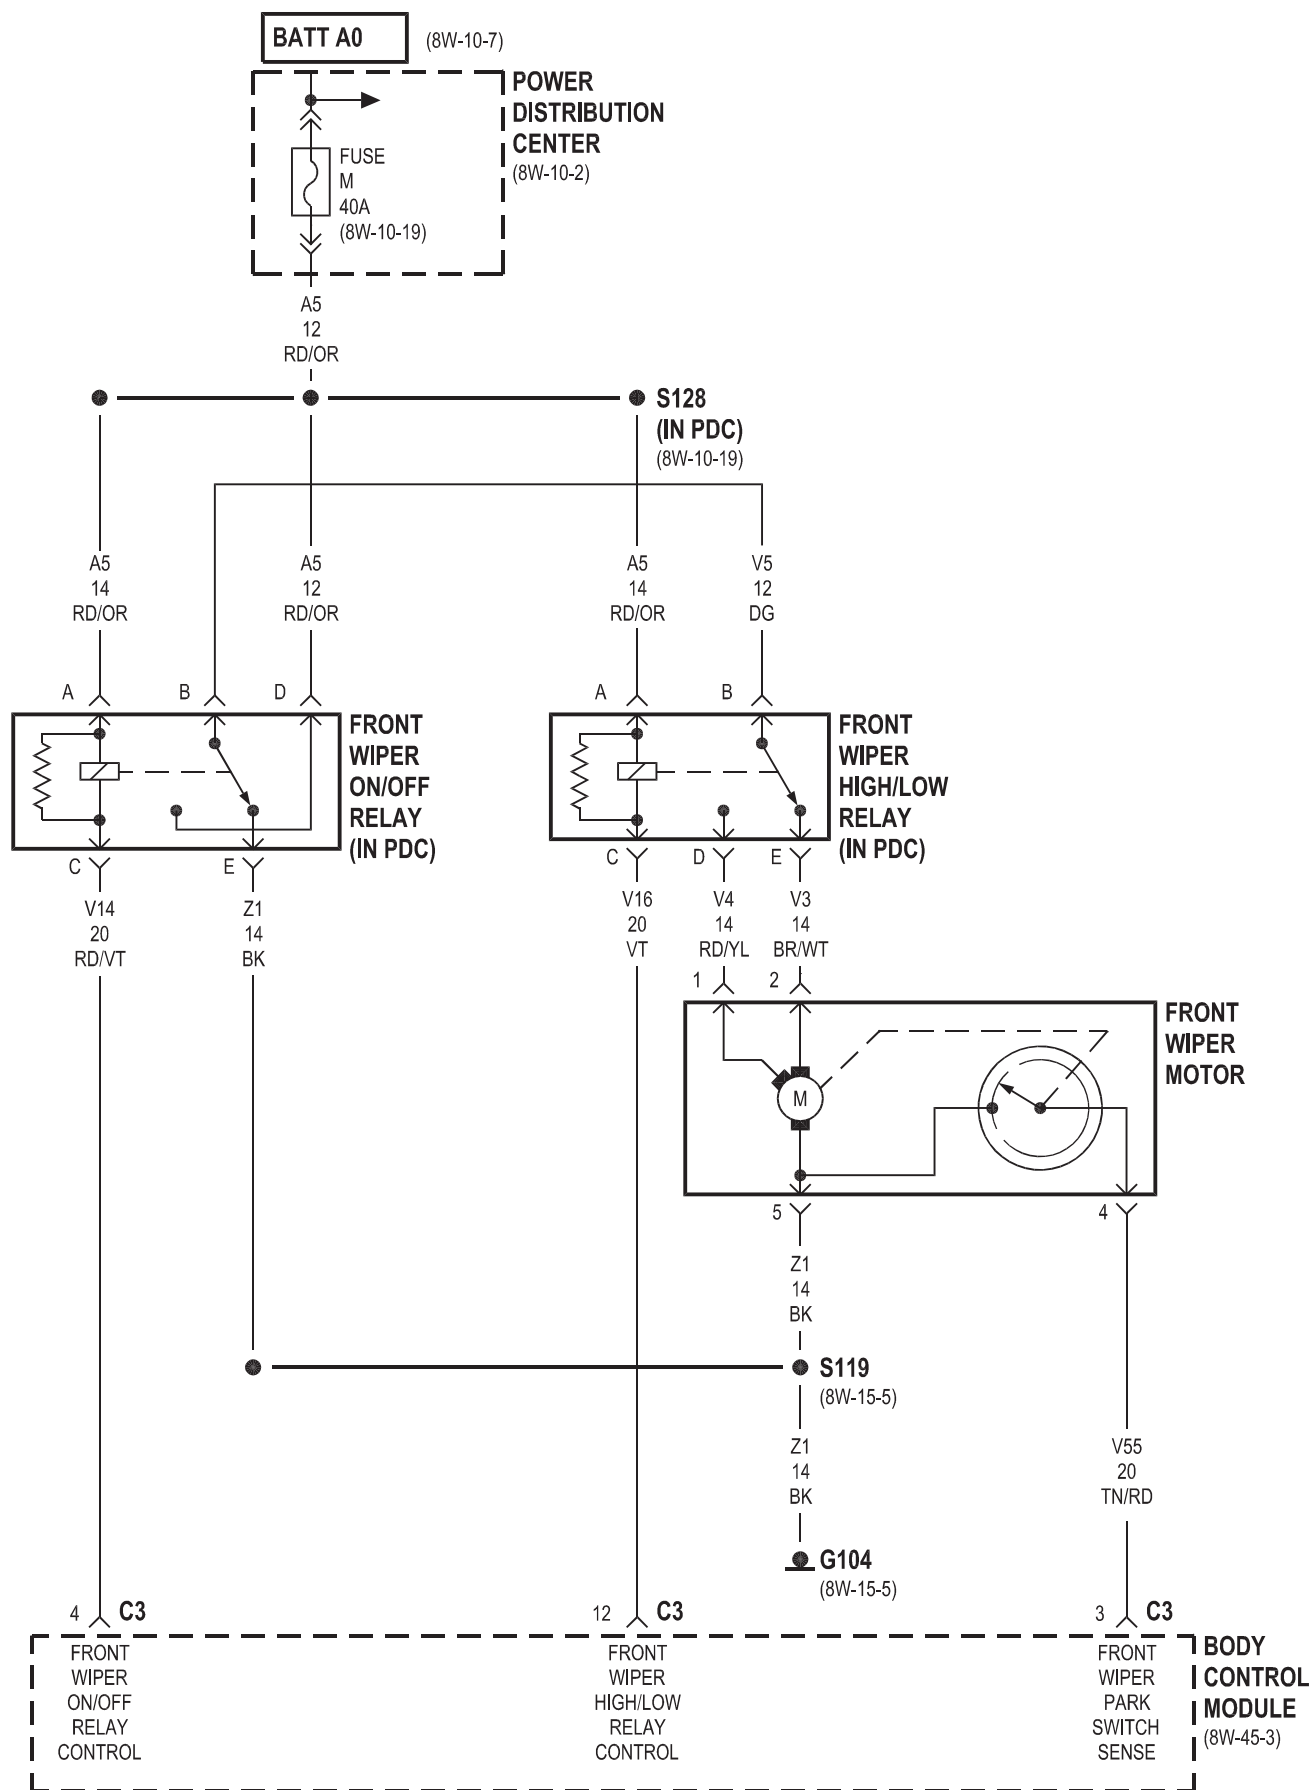 BATT A0
(8W-10-7)
POWER
DISTRIBUTION
CENTER
(8W-10-2)
FUSE
M
40A
(8W-10-19)
A5
12
RD/OR
S128
(IN PDC)
(8W-10-19)
A5
14
RD/OR
A5
12
RD/OR
A5
14
RD/OR
V5
12
DG
A
B
D
A
B
FRONT
WIPER
ON/OFF
RELAY
(IN PDC)
FRONT
WIPER
HIGH/LOW
RELAY
(IN PDC)
C
E
C
D
E
V14
20
RD/VT
Z1
14
BK
V16
20
VT
V4
14
RD/YL
V3
14
BR/WT
1
2
FRONT
WIPER
MOTOR
M
5
4
Z1
14
BK
S119
(8W-15-5)
Z1
14
BK
V55
20
TN/RD
G104
(8W-15-5)
4
C3
12
C3
3
C3
FRONT
WIPER
ON/OFF
RELAY
CONTROL
FRONT
WIPER
HIGH/LOW
RELAY
CONTROL
FRONT
WIPER
PARK
SWITCH
SENSE
BODY
CONTROL
MODULE
(8W-45-3)